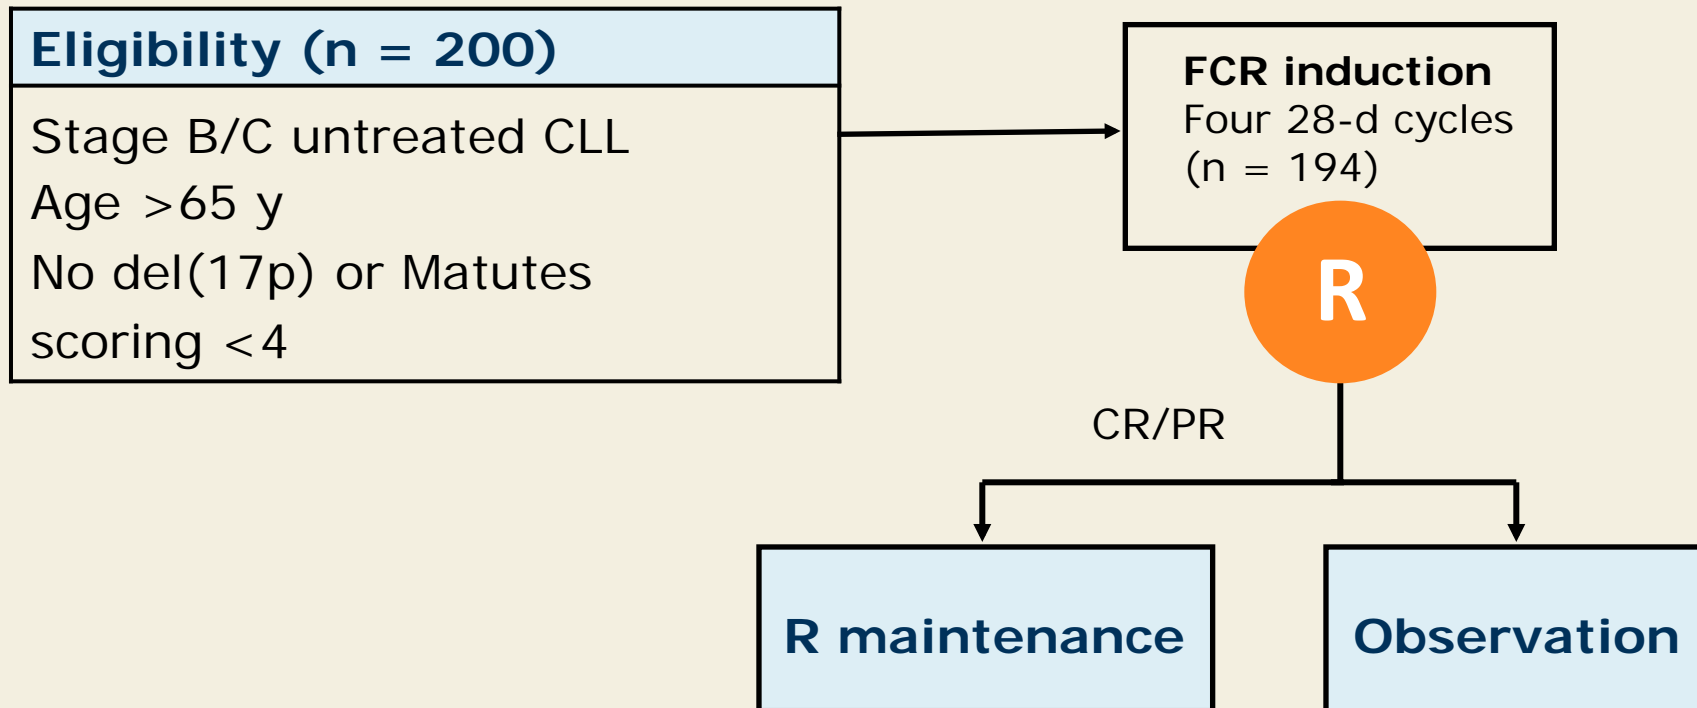 Eligibility (n = 200)
Stage B/C untreated CLL
Age >65 y
No del(17p) or Matutes
scoring <4
FCR induction
Four 28-d cycles
(n = 194)
R
CR/PR
R maintenance
Observation